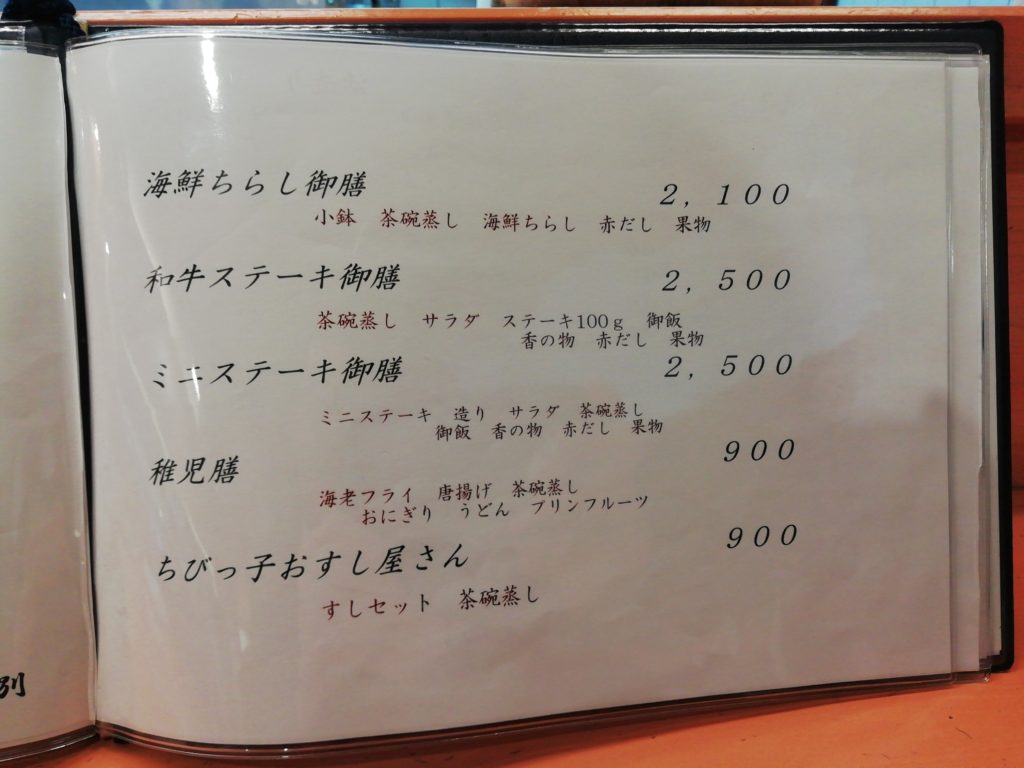 海鮮ちらし御膳　2，100
小鉢　茶碗蒸し　海鮮ちらし　赤だし　果物
和牛ステーキ御膳　2，500
茶碗蒸し　サラダ　ステーキ100ｇ　御飯
香の物　赤だし　果物
ミニステーキ御膳　2，500
ミニステーキ　造り　サラダ　茶碗蒸し
御飯　香の物　赤だし　果物
稚児膳　900
海老フライ　唐揚げ　茶碗蒸し
おにぎり　うどん　プリンフルーツ
ちびっ子おすし屋さん　900
すしセット　茶碗蒸し
別